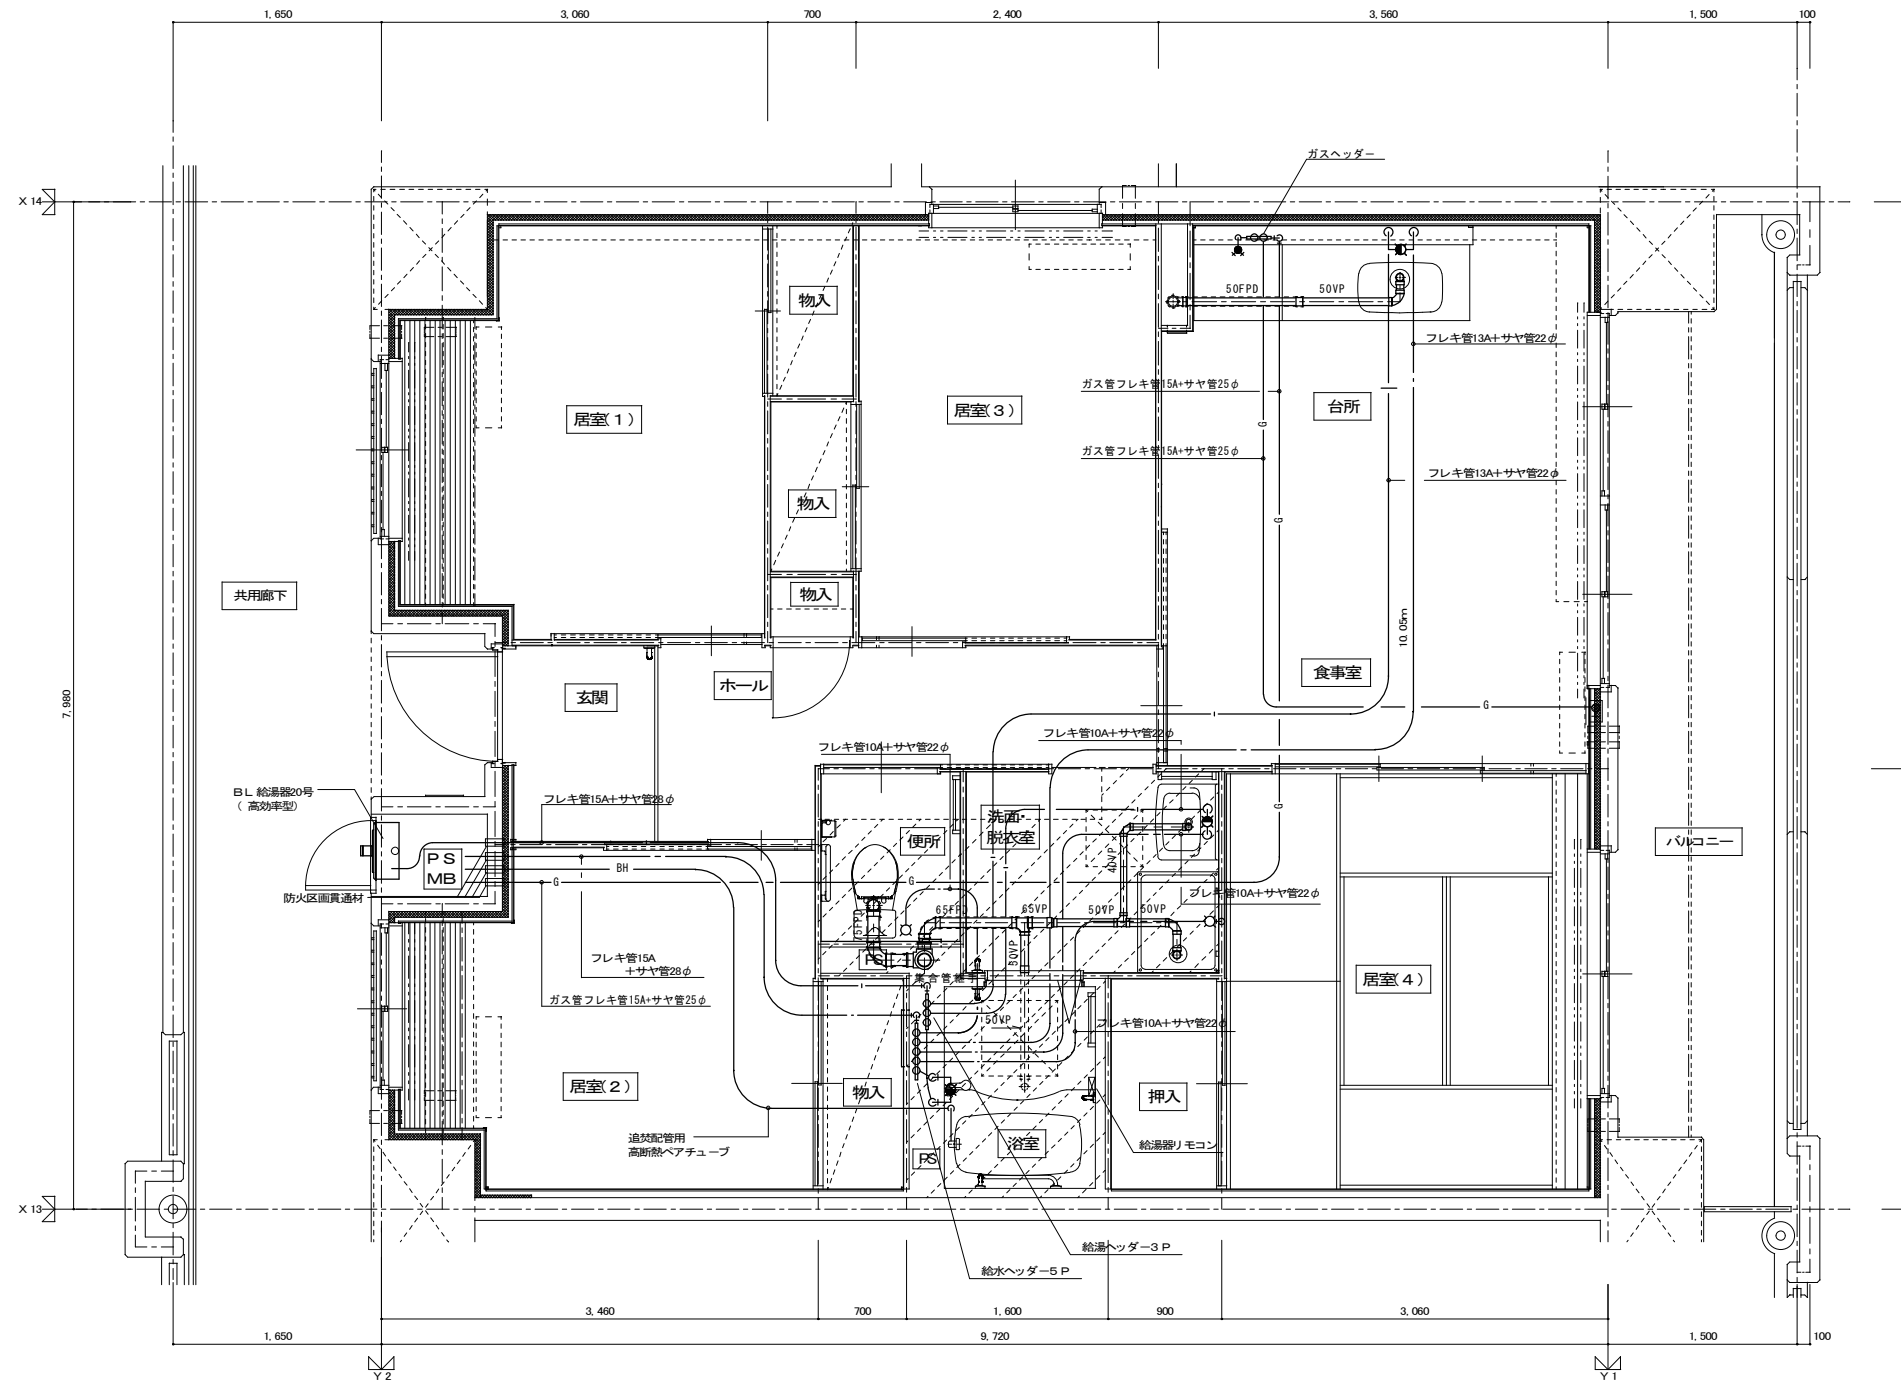 1,650
3,060
700
2,400
3,560
1,500
100
ガスヘッダー
X14
物入
50FPD
50VP
フレキ管13A+サヤ管22φ
ガス管フレキ管15A+サヤ管25φ
居室(1)
居室(3)
台所
G
ガス管フレキ管15A+サヤ管25φ
フレキ管13A+サヤ管22φ
物入
G
共用廊下
物入
10.05m
食事室
ホール
玄関
7,980
G
フレキ管10A+サヤ管22φ
フレキ管10A+サヤ管22φ
BL 給湯器20号
(高効率型)
フレキ管15A+サヤ管28φ
G
洗面・
脱衣室
便所
バルコニー
PS
MB
40VP
BH
G
G
防火区画貫通材
フレキ管10A+サヤ管22φ
65FPD
65VP
50VP
50VP
75FPD
50VP
フレキ管15A
+サヤ管28φ
PS
集合管継手
居室(4)
ガス管フレキ管15A+サヤ管25φ
50VP
フレキ管10A+サヤ管22φ
居室(2)
物入
押入
追焚配管用
高断熱ペアチューブ
浴室
給湯器リモコン
PS
X13
給湯ヘッダー3P
給水ヘッダー5P
3,460
700
1,600
900
3,060
1,650
9,720
1,500
100
Y2
Y1